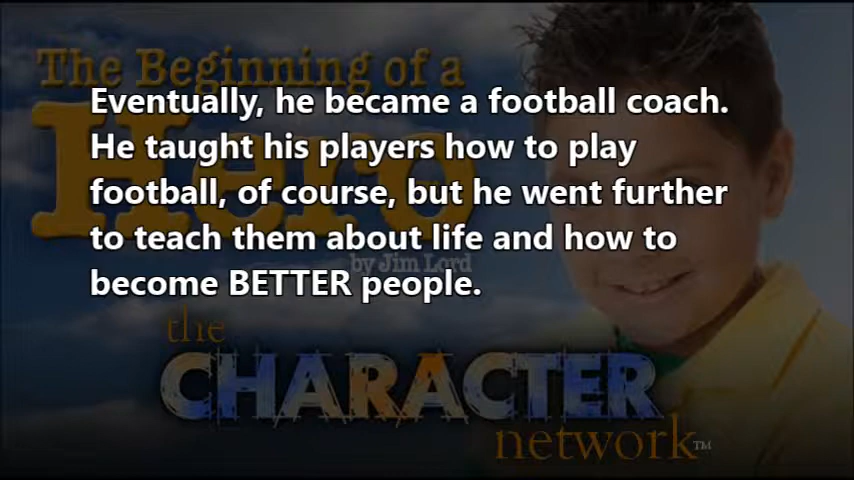 The Beginning of a
Hero
by Jim Lord
Eventually, he became a football coach.
He taught his players how to play
football, of course, but he went further
to teach them about life and how to
become BETTER people.
the
CHARACTER
network™